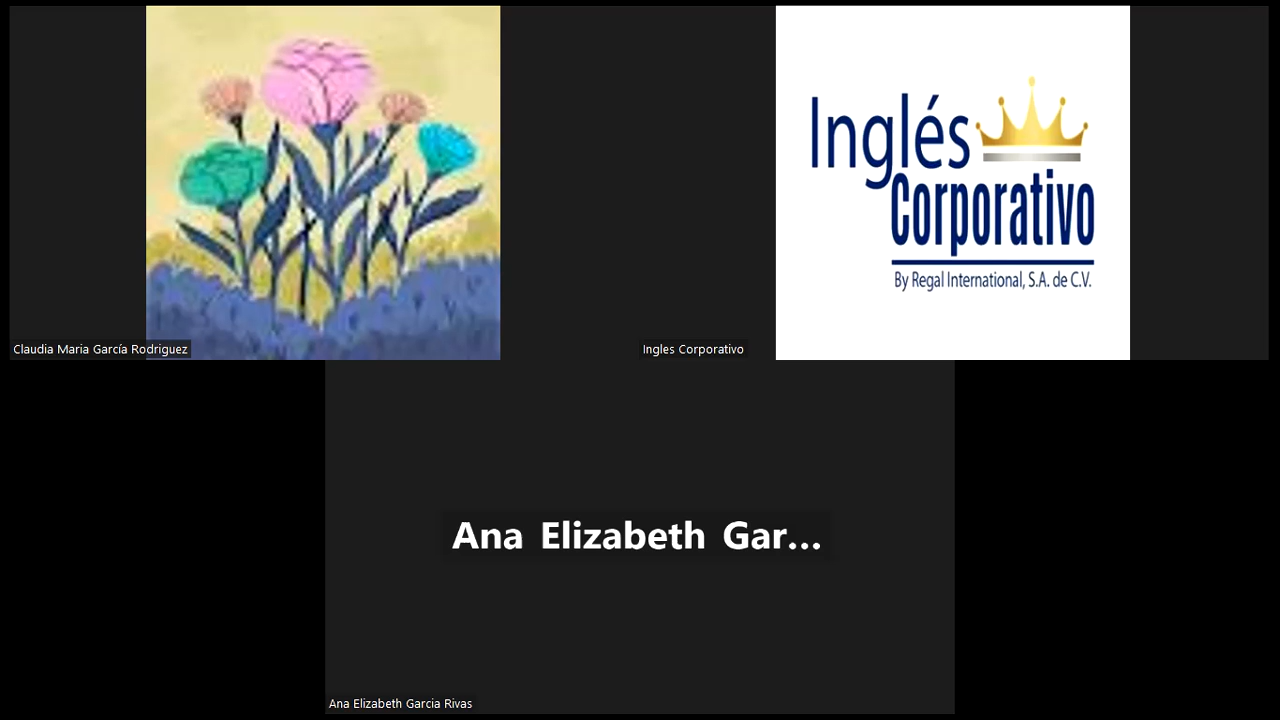 Inglés
Corporativo
By Regal International, S.A. de C.V.
Claudia Maria García Rodriguez
Ingles Corporativo
Ana Elizabeth Gar...
Ana Elizabeth Garcia Rivas